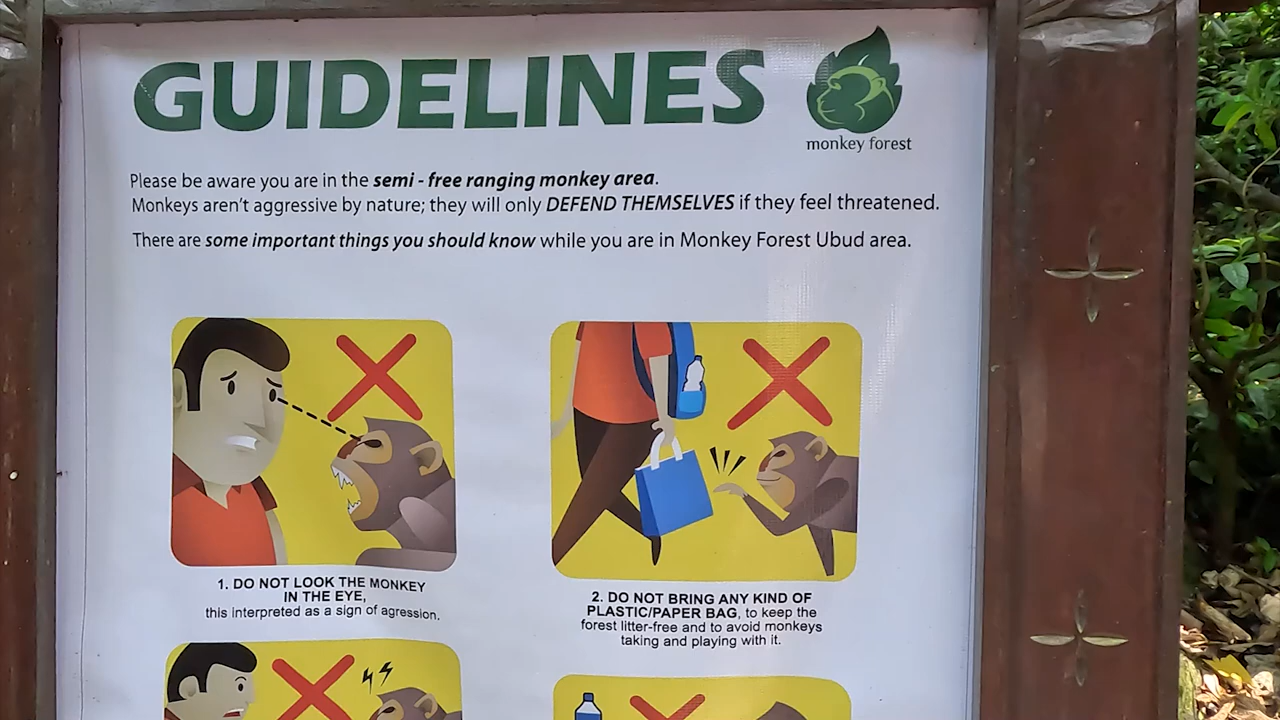 GUIDELINES
monkey forest
Please be aware you are in the semi - free ranging monkey area.
Monkeys aren't aggressive by nature; they will only DEFEND THEMSELVES if they feel threatened.
There are some important things you should know while you are in Monkey Forest Ubud area.
1. DO NOT LOOK THE MONKEY
IN THE EYE,
this interpreted as a sign of agression.
2. DO NOT BRING ANY KIND OF
PLASTIC/PAPER BAG, to keep the
forest litter-free and to avoid monkeys
taking and playing with it.